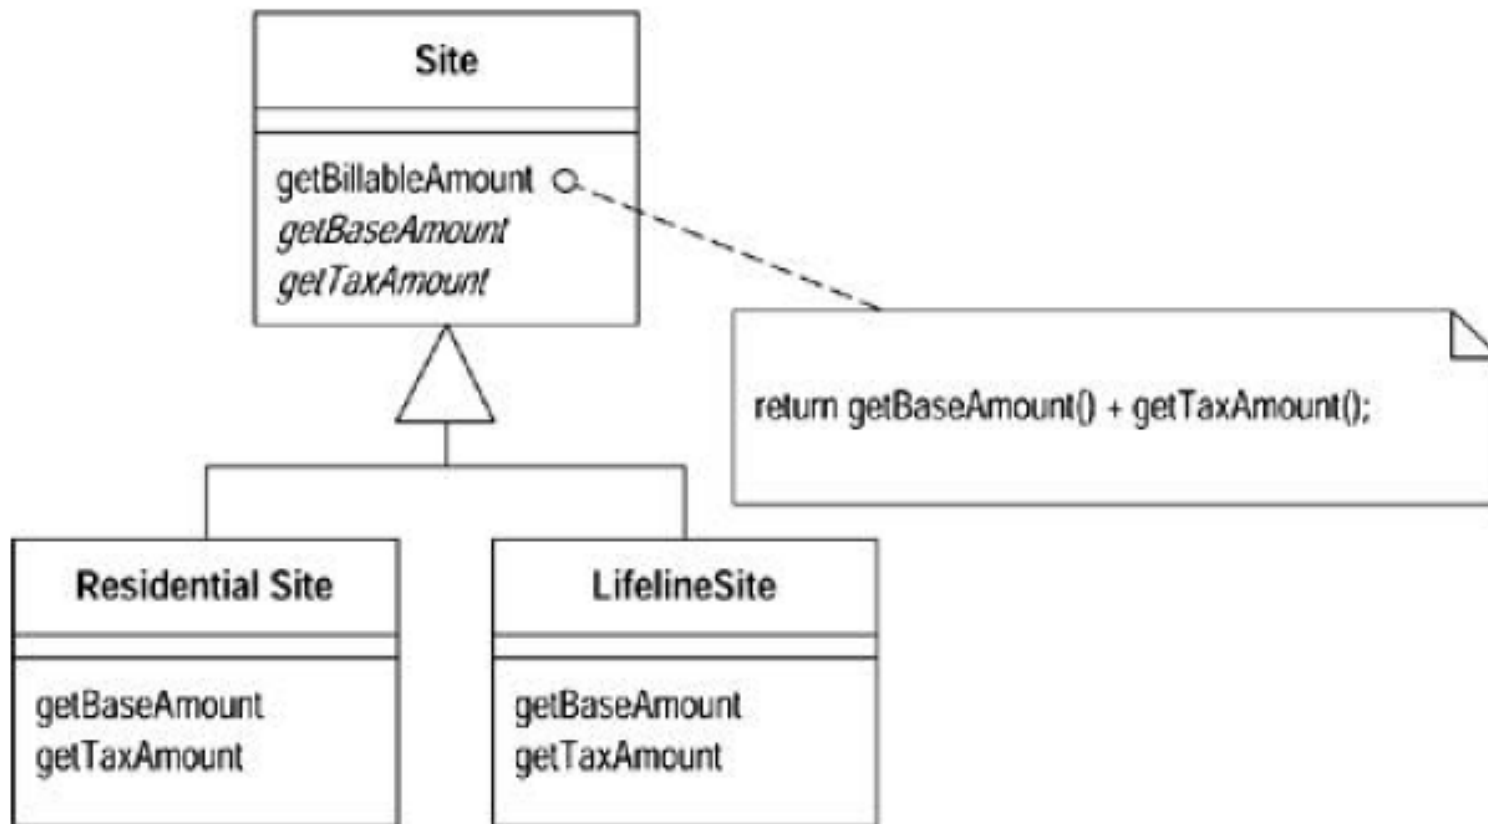 Site
getBillableAmount
getBaseAmount
getTaxAmount
return getBaseAmount() + getTaxAmount();
Residential Site
getBaseAmount
getTaxAmount
LifelineSite
getBaseAmount
getTaxAmount